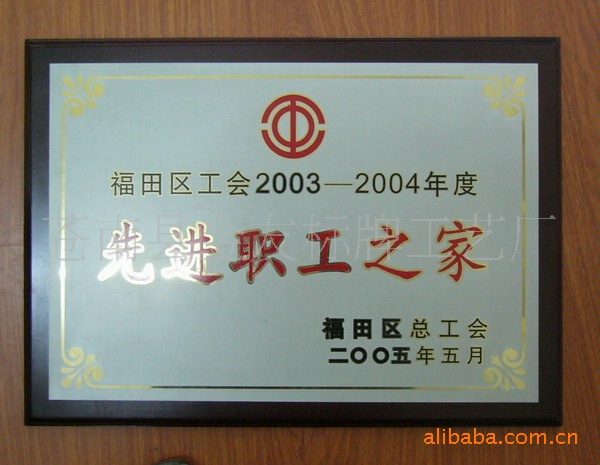 福田区工会2003—2004年度
先进职工之家
福田区总工会
二〇〇五年五月
alibaba.com.cn